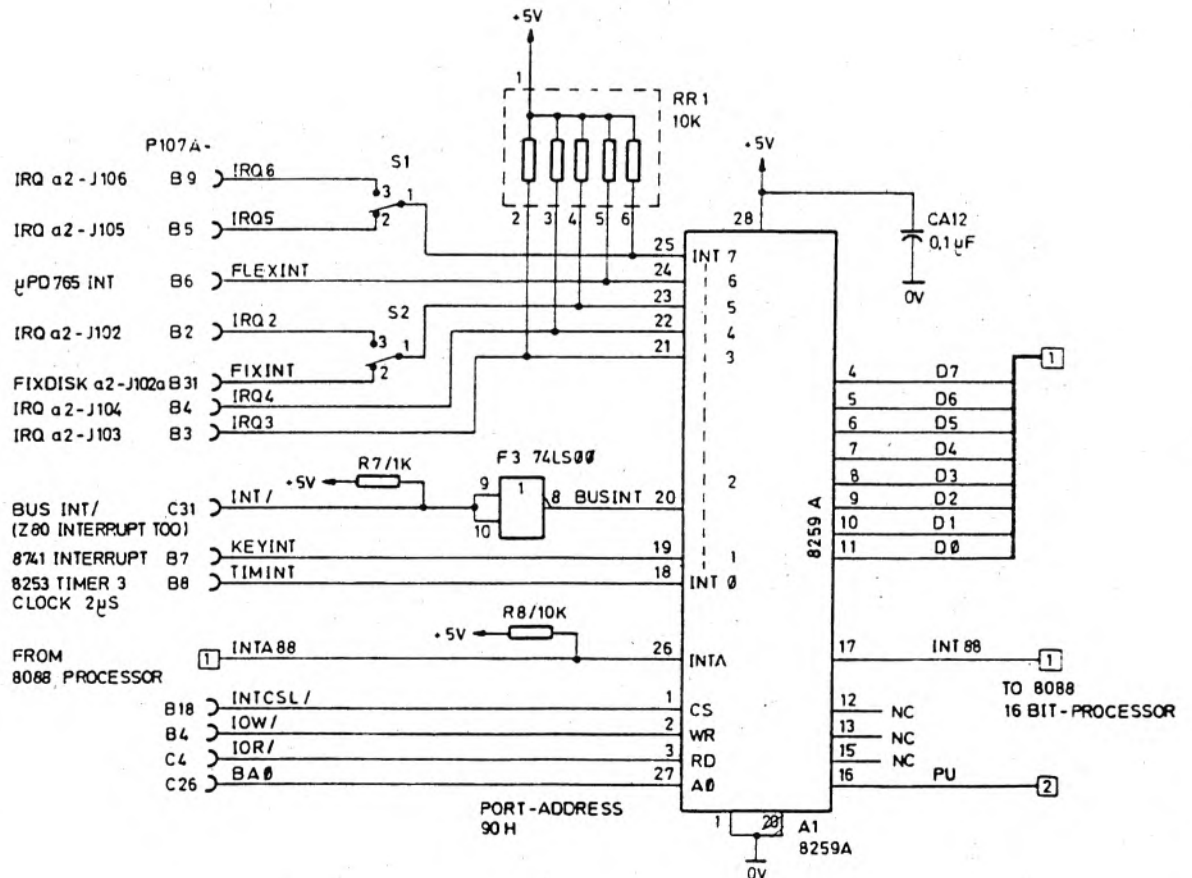 +5V
1
RR1
10K
P107A-
S1
+5V
IRQ a2-J106 B9 IRQ6
3
1
28
2 3 4 5 6
CA12
0,1µF
IRQ a2-J105 B5 IRQ5
2
25 INT 7
0V
µPD765 INT B6 FLEXINT
24 6
S2
23 5
IRQ a2-J102 B2 IRQ2
3
1
22 4
21 3
2
FIXDISK a2-J102a B31 FIXINT
IRQ a2-J104 B4 IRQ4
IRQ a2-J103 B3 IRQ3
1
4 D7
5 D6
6 D5
7 D4
8 D3
9 D2
10 D1
11 D0
R7/1K
+5V
F3 74LS00
9
10
1
8 BUSINT 20 2
BUS INT/ C31 INT/
(Z80 INTERRUPT TOO)
8741 INTERRUPT B7 KEYINT
19 1
8253 TIMER 3 B8 TIMINT
CLOCK 2µS
18 INT 0
8259 A
R8/10K
+5V
FROM
8088 PROCESSOR
1 INTA88
26 INTA
17 INT88 1
TO 8088
16 BIT-PROCESSOR
B18 INTCSL/ 1 CS
B4 IOW/ 2 WR
C4 IOR/ 3 RD
C26 BA0 27 A0
12 NC
13 NC
15 NC
16 PU 2
PORT-ADDRESS
90H
1 28
A1
8259A
0V